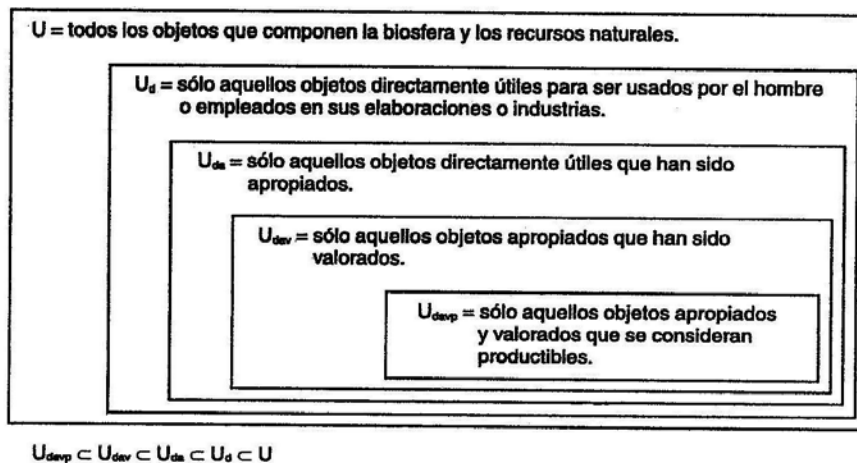 U = todos los objetos que componen la biosfera y los recursos naturales.
U_d = sólo aquellos objetos directamente útiles para ser usados por el hombre
o empleados en sus elaboraciones o industrias.
U_da = sólo aquellos objetos directamente útiles que han sido
apropiados.
U_dav = sólo aquellos objetos apropiados que han sido
valorados.
U_davp = sólo aquellos objetos apropiados
y valorados que se consideran
productibles.
U_davp ⊂ U_dav ⊂ U_da ⊂ U_d ⊂ U